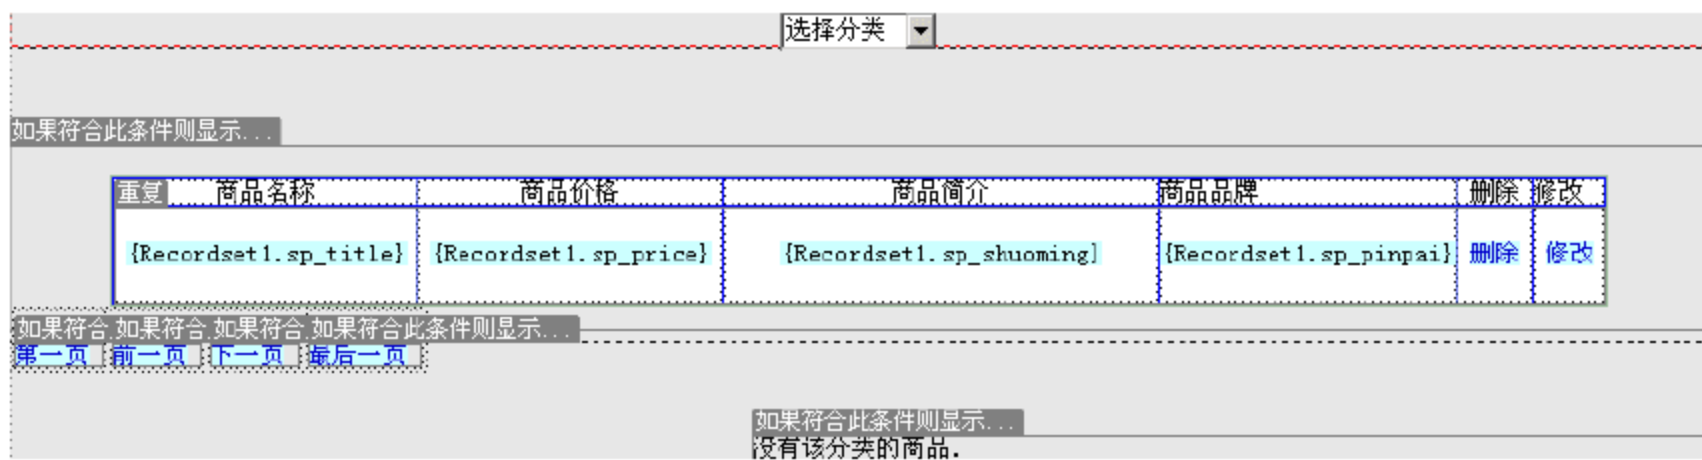 选择分类
如果符合此条件则显示...
重复 商品名称 商品价格 商品简介 商品品牌 删除 修改
{Recordset1.sp_title} {Recordset1.sp_price} {Recordset1.sp_shuoming} {Recordset1.sp_pinpai} 删除 修改
如果符合 如果符合 如果符合 如果符合此条件则显示...
第一页 前一页 下一页 最后一页
如果符合此条件则显示...
没有该分类的商品.